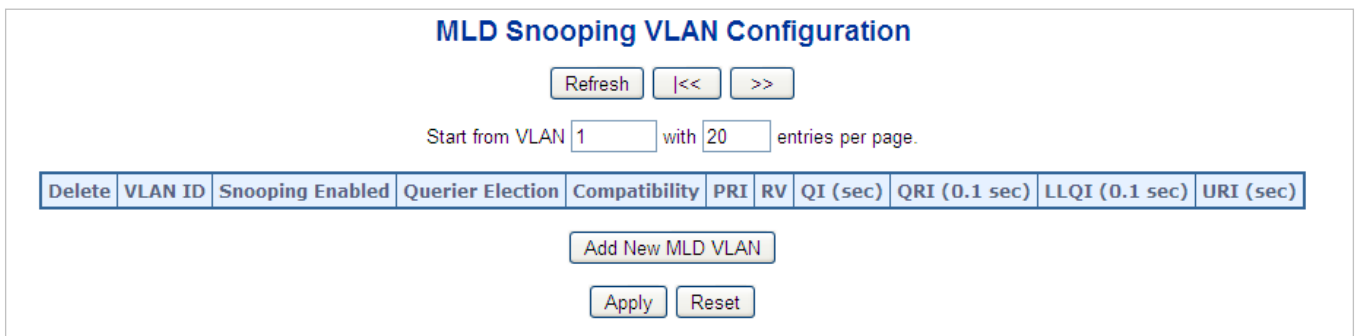 MLD Snooping VLAN Configuration
Refresh |<< >>
Start from VLAN 1 with 20 entries per page.
Delete VLAN ID Snooping Enabled Querier Election Compatibility PRI RV QI (sec) QRI (0.1 sec) LLQI (0.1 sec) URI (sec)
Add New MLD VLAN
Apply Reset